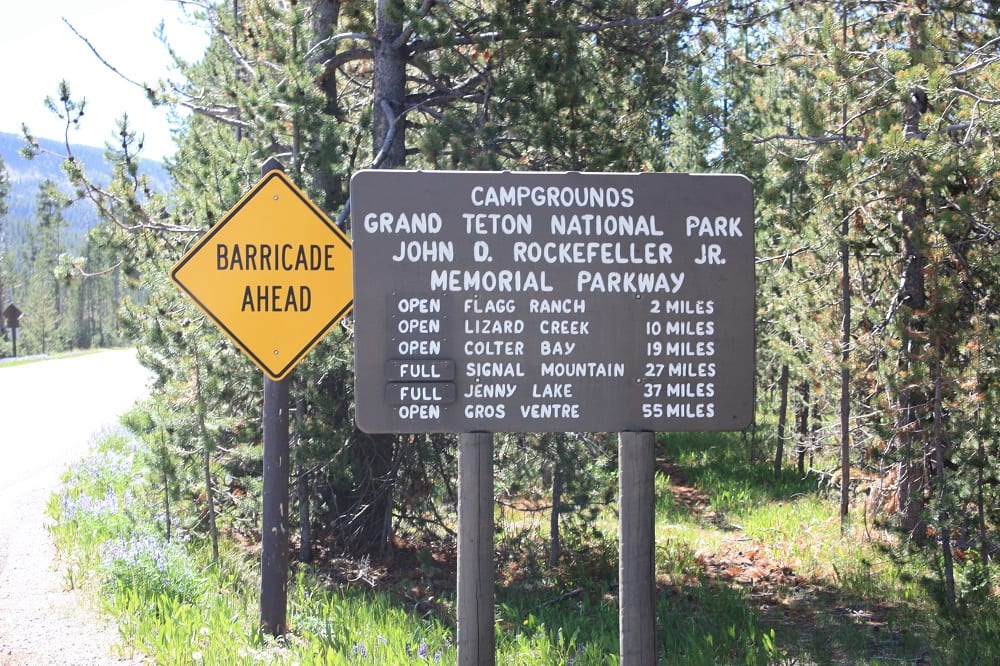 BARRICADE
AHEAD
CAMPGROUNDS
GRAND TETON NATIONAL PARK
JOHN D. ROCKEFELLER JR.
MEMORIAL PARKWAY
OPEN FLAGG RANCH 2 MILES
OPEN LIZARD CREEK 10 MILES
OPEN COLTER BAY 19 MILES
FULL SIGNAL MOUNTAIN 27 MILES
FULL JENNY LAKE 37 MILES
OPEN GROS VENTRE 55 MILES